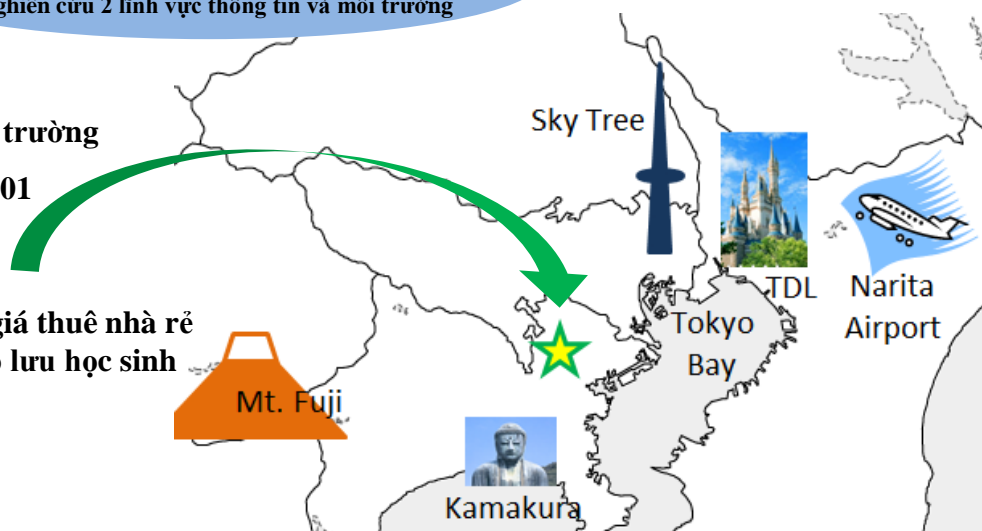 nghiên cứu 2 lĩnh vực thông tin và môi trường
trường
01
giá thuê nhà rẻ
lưu học sinh
Sky Tree
TDL
Narita
Airport
Tokyo
Bay
Mt. Fuji
Kamakura